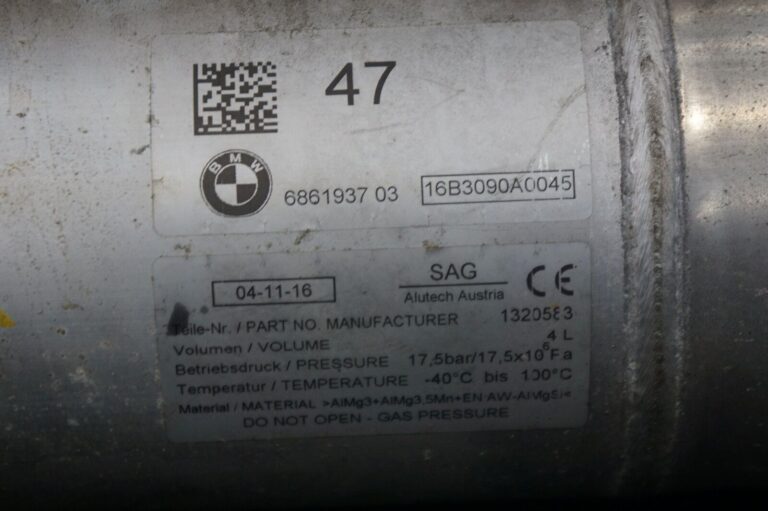 47
BMW
6861937 03
16B3090A0045
04-11-16
SAG
Alutech Austria
CE
Teile-Nr. / PART NO. MANUFACTURER 1320583
Volumen / VOLUME 4 L
Betriebsdruck / PRESSURE 17,5bar/17,5x10⁶Pa
Temperatur / TEMPERATURE -40°C bis 100°C
Material / MATERIAL >AlMg3+AlMg3,5Mn+EN AW-AlMgSi<
DO NOT OPEN - GAS PRESSURE